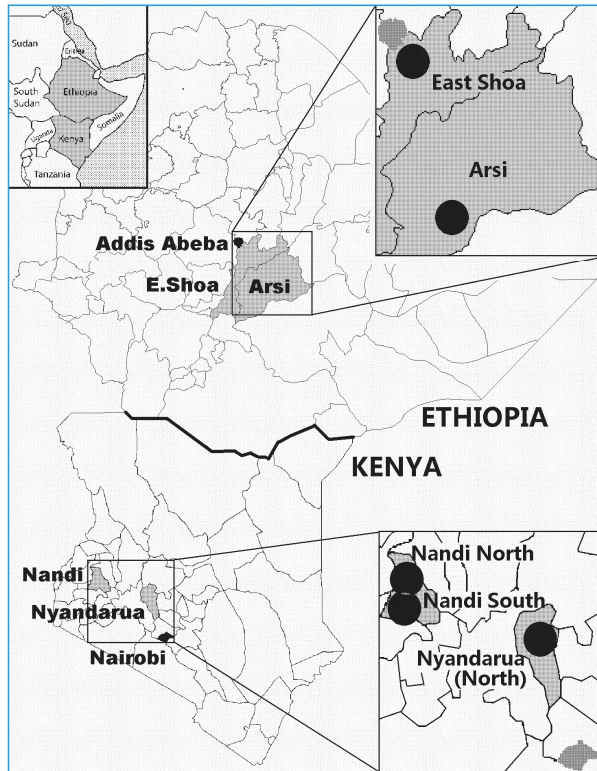 Sudan
Eritrea
Ethiopia
South
Sudan
Somalia
Uganda
Kenya
Tanzania
East Shoa
Arsi
Addis Abeba
E.Shoa
Arsi
ETHIOPIA
KENYA
Nandi
Nyandarua
Nairobi
Nandi North
Nandi South
Nyandarua
(North)